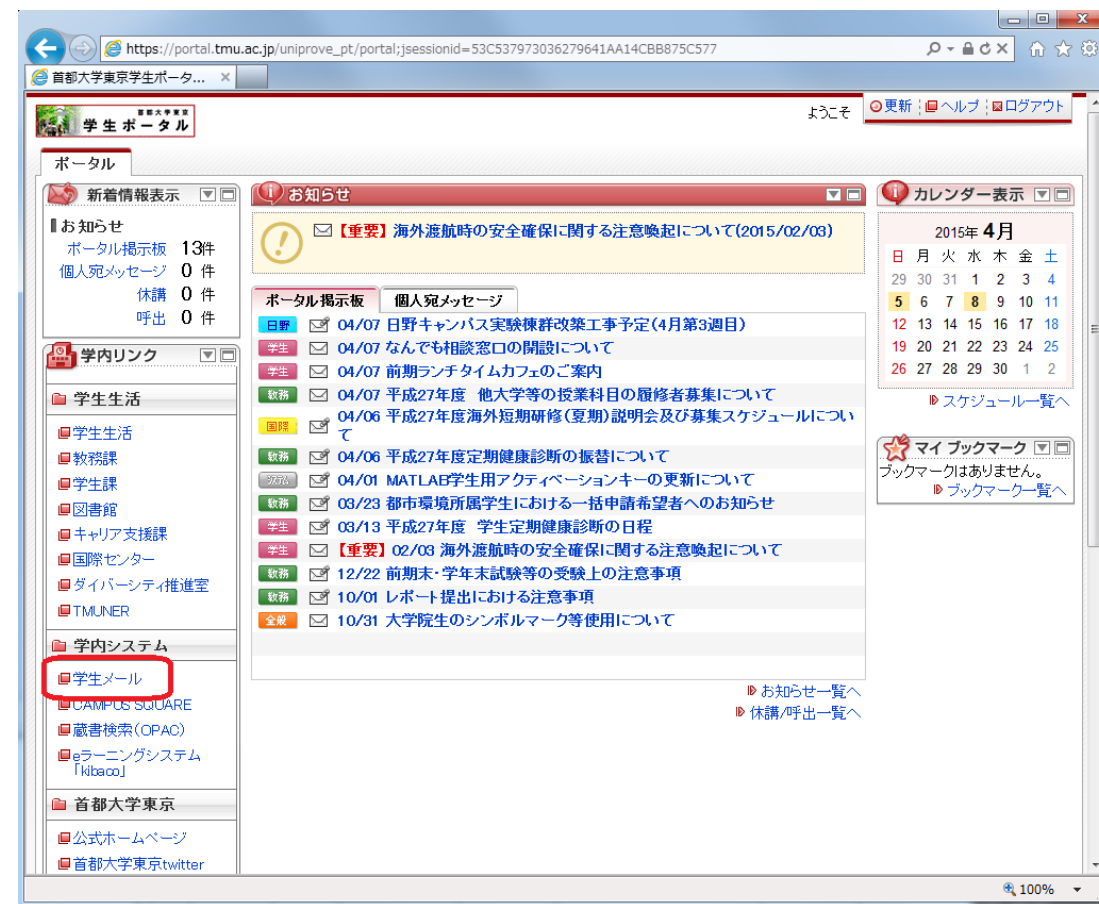 https://portal.tmu.ac.jp/uniprove_pt/portal;jsessionid=53C537973036279641AA14CBB875C577
首都大学東京学生ポータ...
首都大学東京
学生ポータル
ようこそ
更新 ヘルプ ログアウト
ポータル
新着情報表示
お知らせ
ポータル掲示板 13件
個人宛メッセージ 0 件
休講 0 件
呼出 0 件
学内リンク
学生生活
学生生活
教務課
学生課
図書館
キャリア支援課
国際センター
ダイバーシティ推進室
TMUNER
学内システム
学生メール
CAMPUS SQUARE
蔵書検索(OPAC)
eラーニングシステム
「kibaco」
首都大学東京
公式ホームページ
首都大学東京twitter
お知らせ
【重要】海外渡航時の安全確保に関する注意喚起について(2015/02/03)
ポータル掲示板 個人宛メッセージ
日野 04/07 日野キャンパス実験棟群改築工事予定(4月第3週目)
学生 04/07 なんでも相談窓口の開設について
学生 04/07 前期ランチタイムカフェのご案内
教務 04/07 平成27年度 他大学等の授業科目の履修者募集について
国際 04/06 平成27年度海外短期研修(夏期)説明会及び募集スケジュールについ
て
教務 04/06 平成27年度定期健康診断の振替について
04/01 MATLAB学生用アクティベーションキーの更新について
教務 03/23 都市環境所属学生における一括申請希望者へのお知らせ
学生 03/13 平成27年度 学生定期健康診断の日程
学生 【重要】02/03 海外渡航時の安全確保に関する注意喚起について
教務 12/22 前期末・学年末試験等の受験上の注意事項
教務 10/01 レポート提出における注意事項
全般 10/31 大学院生のシンボルマーク等使用について
お知らせ一覧へ
休講/呼出一覧へ
カレンダー表示
2015年 4月
日 月 火 水 木 金 土
29 30 31 1 2 3 4
5 6 7 8 9 10 11
12 13 14 15 16 17 18
19 20 21 22 23 24 25
26 27 28 29 30 1 2
スケジュール一覧へ
マイ ブックマーク
ブックマークはありません。
ブックマーク一覧へ
100%